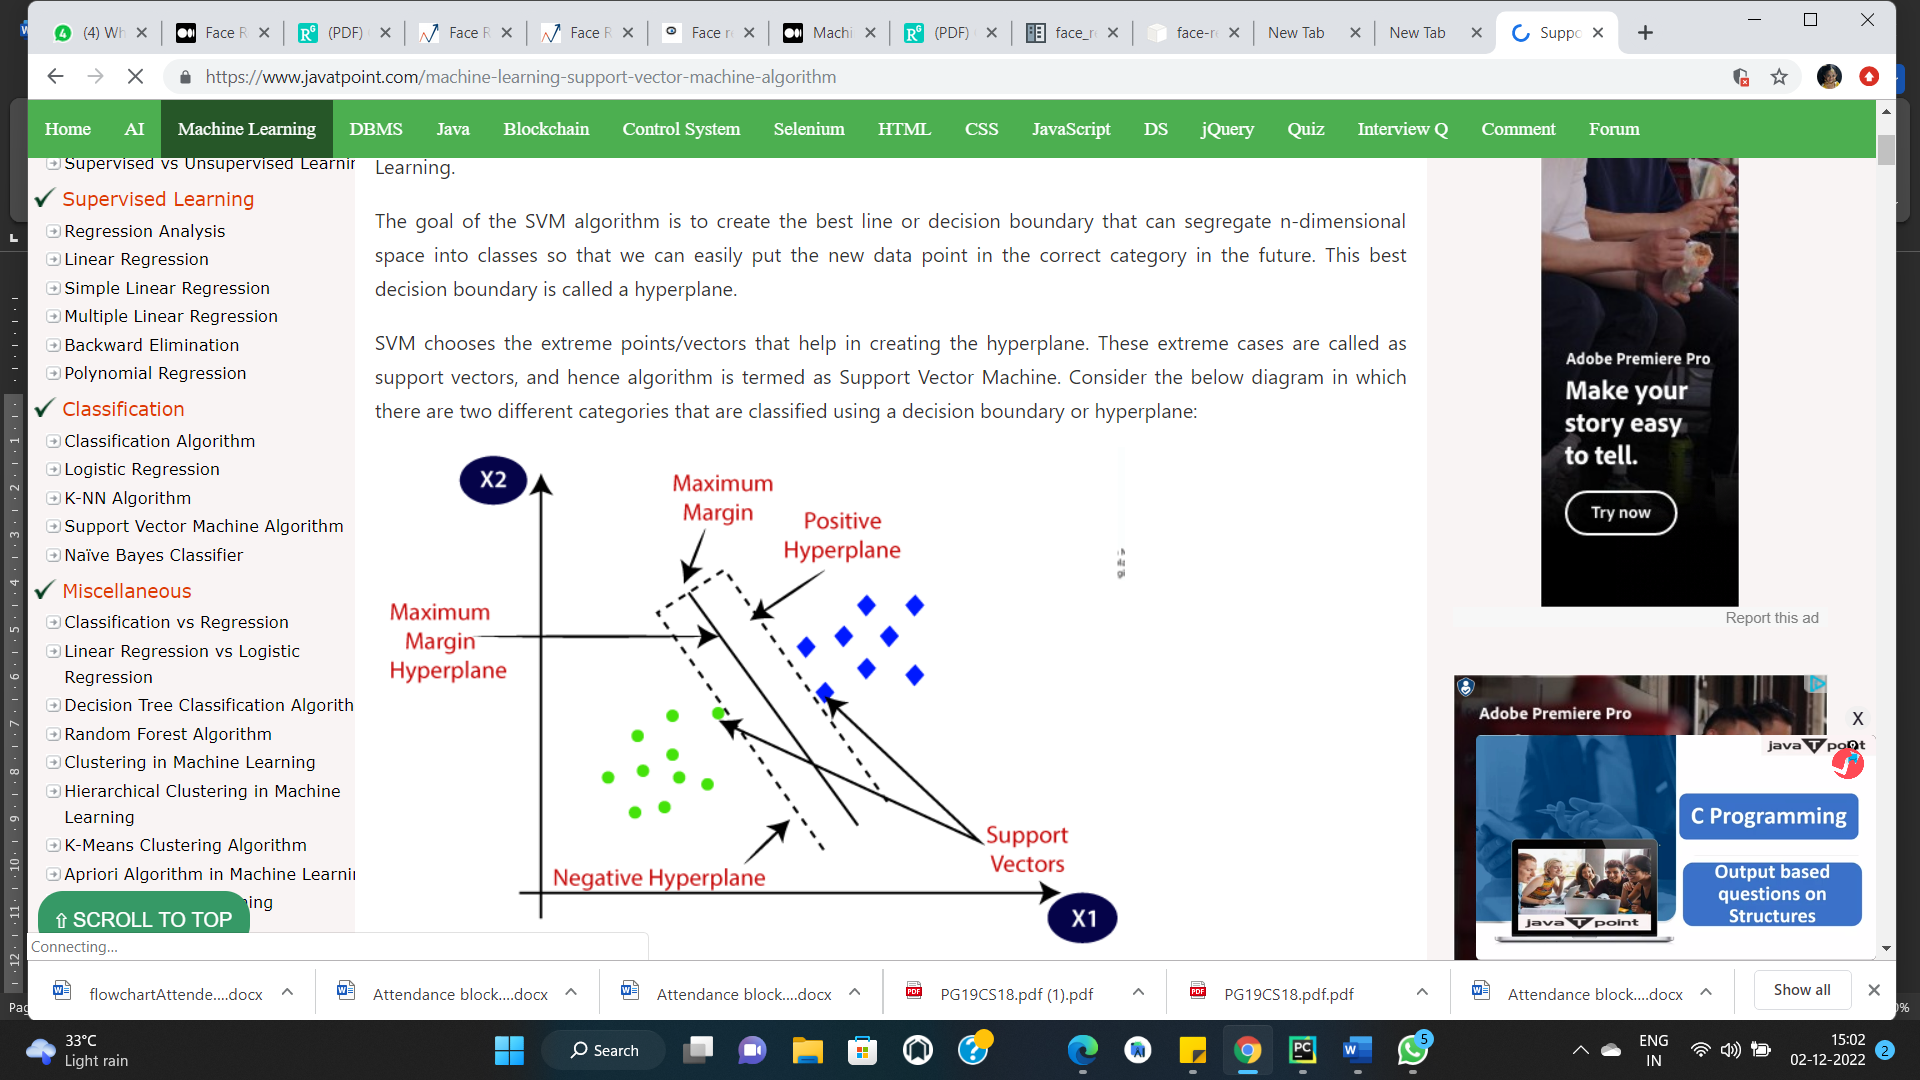 (4) Wh
Face R
(PDF)
Face R
Face R
Face r
Machi
(PDF)
face_r
face-r
New Tab
New Tab
Suppo
https://www.javatpoint.com/machine-learning-support-vector-machine-algorithm
Home AI Machine Learning DBMS Java Blockchain Control System Selenium HTML CSS JavaScript DS jQuery Quiz Interview Q Comment Forum
Supervised vs Unsupervised Learnin
Supervised Learning
Regression Analysis
Linear Regression
Simple Linear Regression
Multiple Linear Regression
Backward Elimination
Polynomial Regression
Classification
Classification Algorithm
Logistic Regression
K-NN Algorithm
Support Vector Machine Algorithm
Naïve Bayes Classifier
Miscellaneous
Classification vs Regression
Linear Regression vs Logistic
Regression
Decision Tree Classification Algorith
Random Forest Algorithm
Clustering in Machine Learning
Hierarchical Clustering in Machine
Learning
K-Means Clustering Algorithm
Apriori Algorithm in Machine Learnin
ing
⇧ SCROLL TO TOP
Connecting...
Learning.
The goal of the SVM algorithm is to create the best line or decision boundary that can segregate n-dimensional
space into classes so that we can easily put the new data point in the correct category in the future. This best
decision boundary is called a hyperplane.
SVM chooses the extreme points/vectors that help in creating the hyperplane. These extreme cases are called as
support vectors, and hence algorithm is termed as Support Vector Machine. Consider the below diagram in which
there are two different categories that are classified using a decision boundary or hyperplane:
X2
Maximum
Margin
Positive
Hyperplane
Maximum
Margin
Hyperplane
Support
Vectors
Negative Hyperplane
X1
Adobe Premiere Pro
Make your
story easy
to tell.
Try now
Report this ad
Adobe Premiere Pro
X
java T point
C Programming
Output based
questions on
Structures
java T point
flowchartAttende....docx
Attendance block....docx
Attendance block....docx
PG19CS18.pdf (1).pdf
PG19CS18.pdf.pdf
Attendance block....docx
Show all
33°C
Light rain
Search
5
ENG
IN
15:02
02-12-2022
2